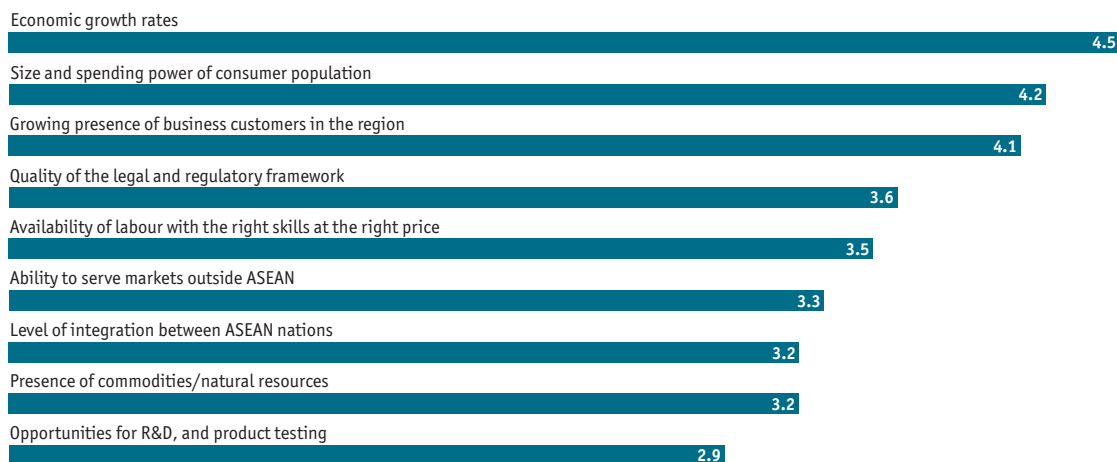 Economic growth rates
4.5
Size and spending power of consumer population
4.2
Growing presence of business customers in the region
4.1
Quality of the legal and regulatory framework
3.6
Availability of labour with the right skills at the right price
3.5
Ability to serve markets outside ASEAN
3.3
Level of integration between ASEAN nations
3.2
Presence of commodities/natural resources
3.2
Opportunities for R&D, and product testing
2.9